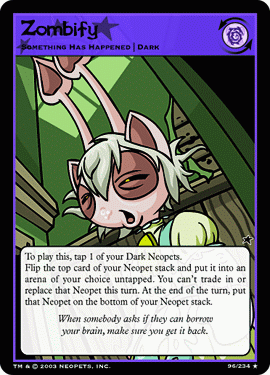 Zombify
Something Has Happened | Dark
To play this, tap 1 of your Dark Neopets.
Flip the top card of your Neopet stack and put it into an
arena of your choice untapped. You can't trade in or
replace that Neopet this turn. At the end of the turn, put
that Neopet on the bottom of your Neopet stack.
When somebody asks if they can borrow
your brain, make sure you get it back.
TM & © 2003 NEOPETS, INC. 96/234 ★